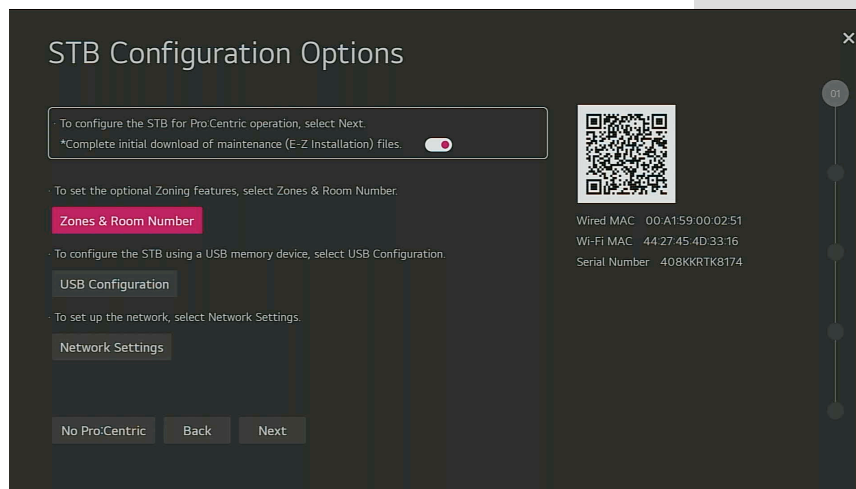 STB Configuration Options
01
· To configure the STB for Pro:Centric operation, select Next.
*Complete initial download of maintenance (E-Z Installation) files.
· To set the optional Zoning features, select Zones & Room Number.
Zones & Room Number
· To configure the STB using a USB memory device, select USB Configuration.
USB Configuration
· To set up the network, select Network Settings.
Network Settings
No Pro:Centric
Back
Next
Wired MAC 00:A1:59:00:02:51
Wi-Fi MAC 44:27:45:4D:33:16
Serial Number 408KKRTK8174